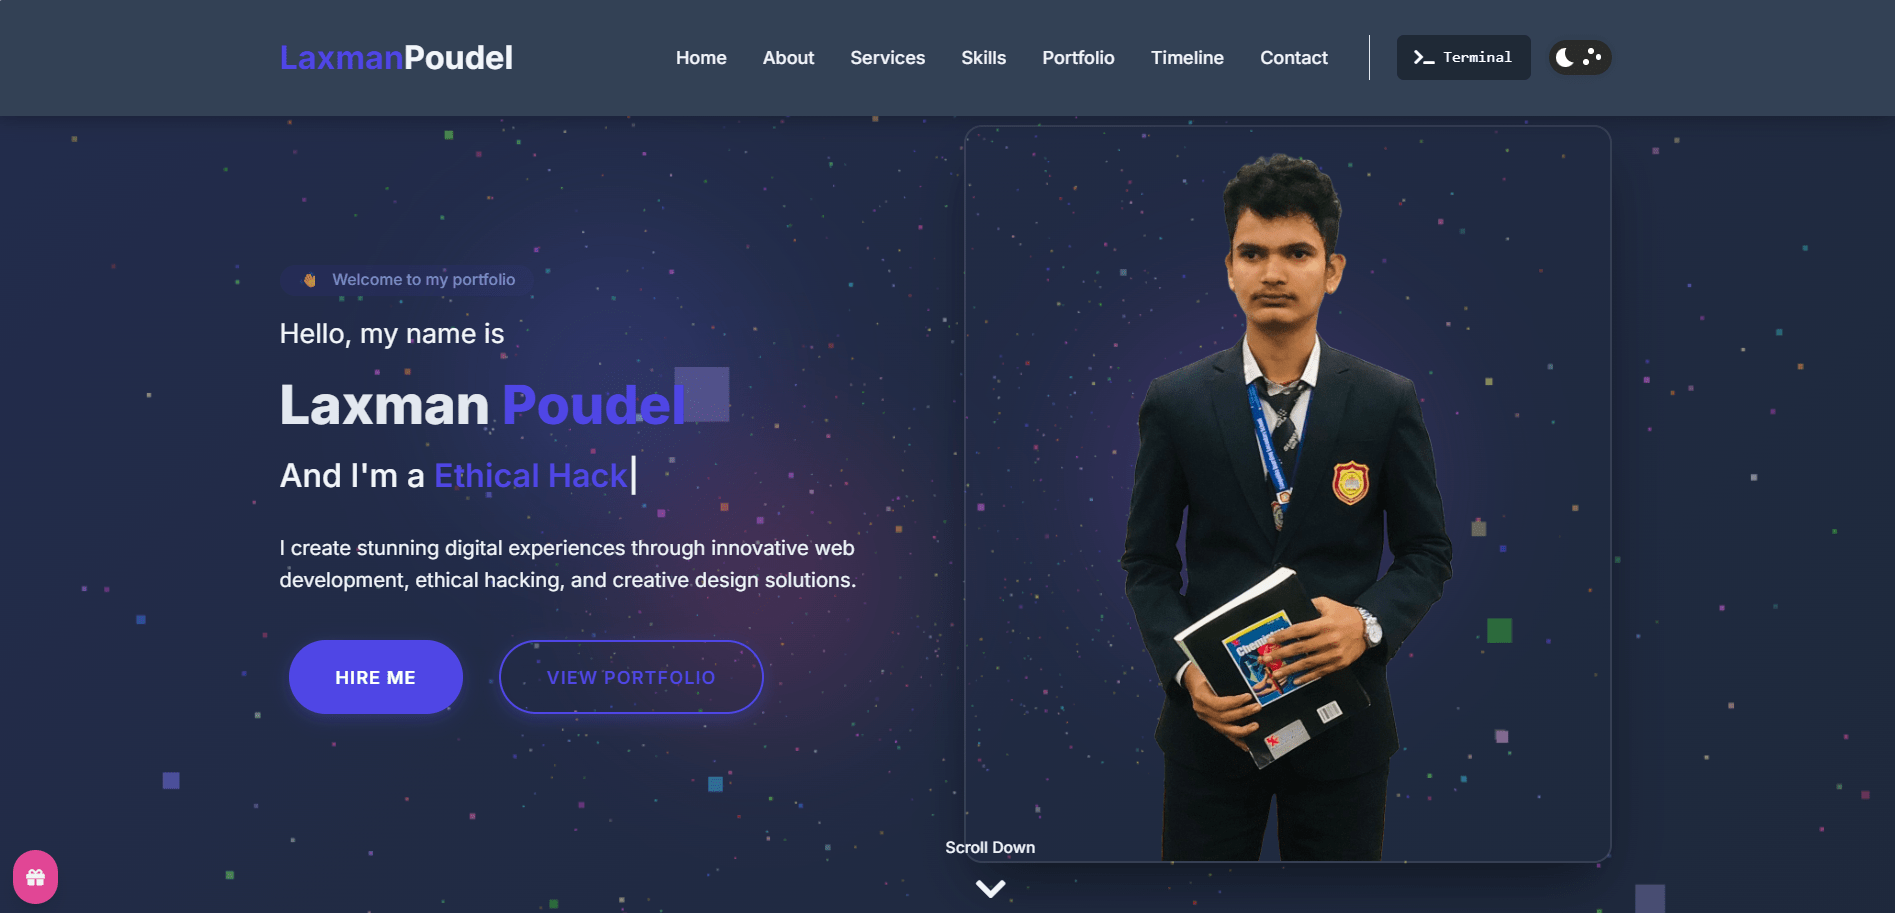 LaxmanPoudel
Home
About
Services
Skills
Portfolio
Timeline
Contact
Terminal
Welcome to my portfolio
Hello, my name is
Laxman Poudel
And I'm a Ethical Hack
I create stunning digital experiences through innovative web
development, ethical hacking, and creative design solutions.
HIRE ME
VIEW PORTFOLIO
Chemistry
Scroll Down